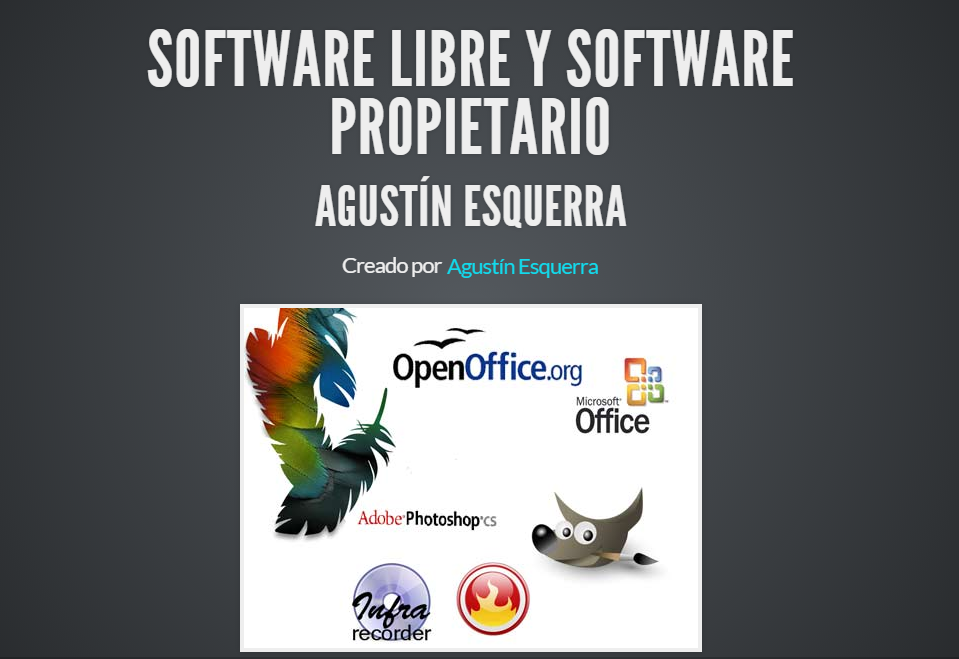 SOFTWARE LIBRE Y SOFTWARE
PROPIETARIO
AGUSTÍN ESQUERRA
Creado por Agustín Esquerra
OpenOffice.org
Microsoft®
Office
Adobe®Photoshop®CS
Infra
recorder